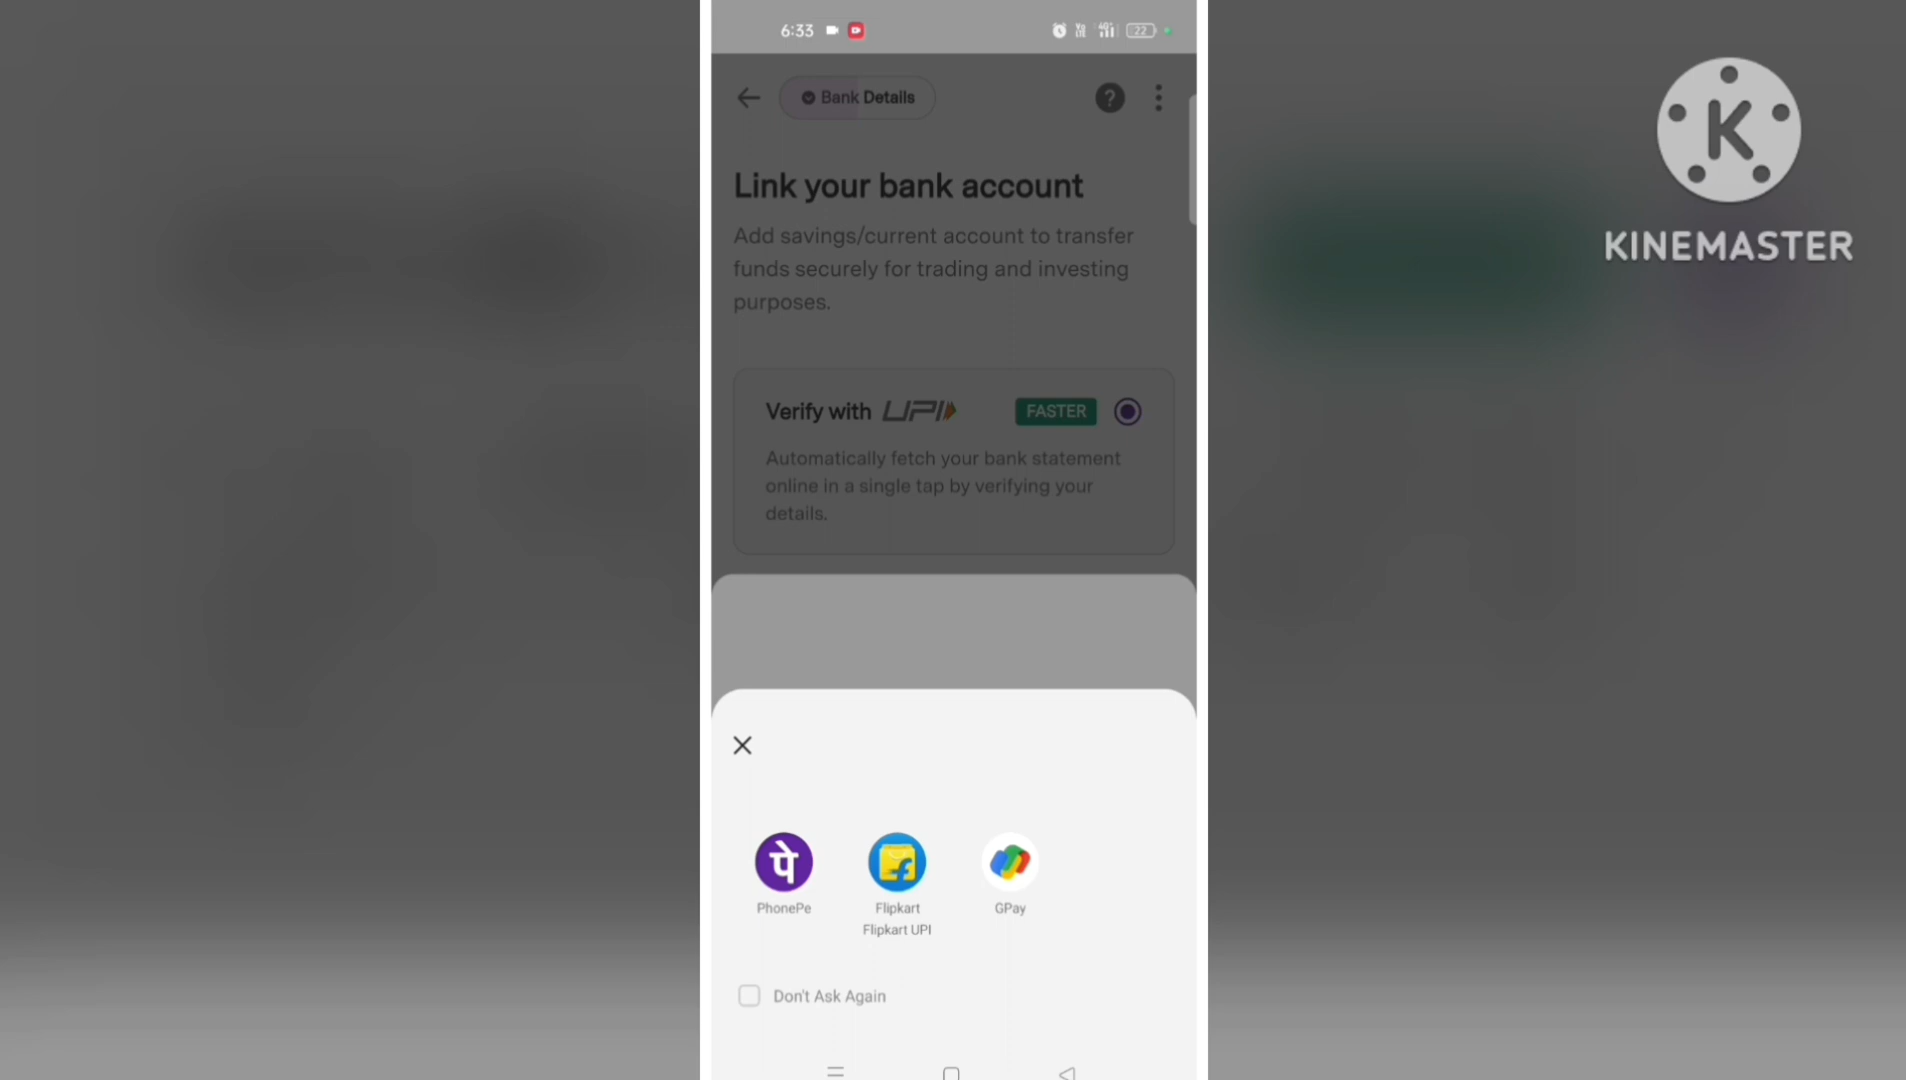 6:33
22
Bank Details
?
Link your bank account
Add savings/current account to transfer
funds securely for trading and investing
purposes.
Verify with UPI
FASTER
Automatically fetch your bank statement
online in a single tap by verifying your
details.
पे
PhonePe
Flipkart
Flipkart UPI
GPay
Don't Ask Again
K
KINEMASTER